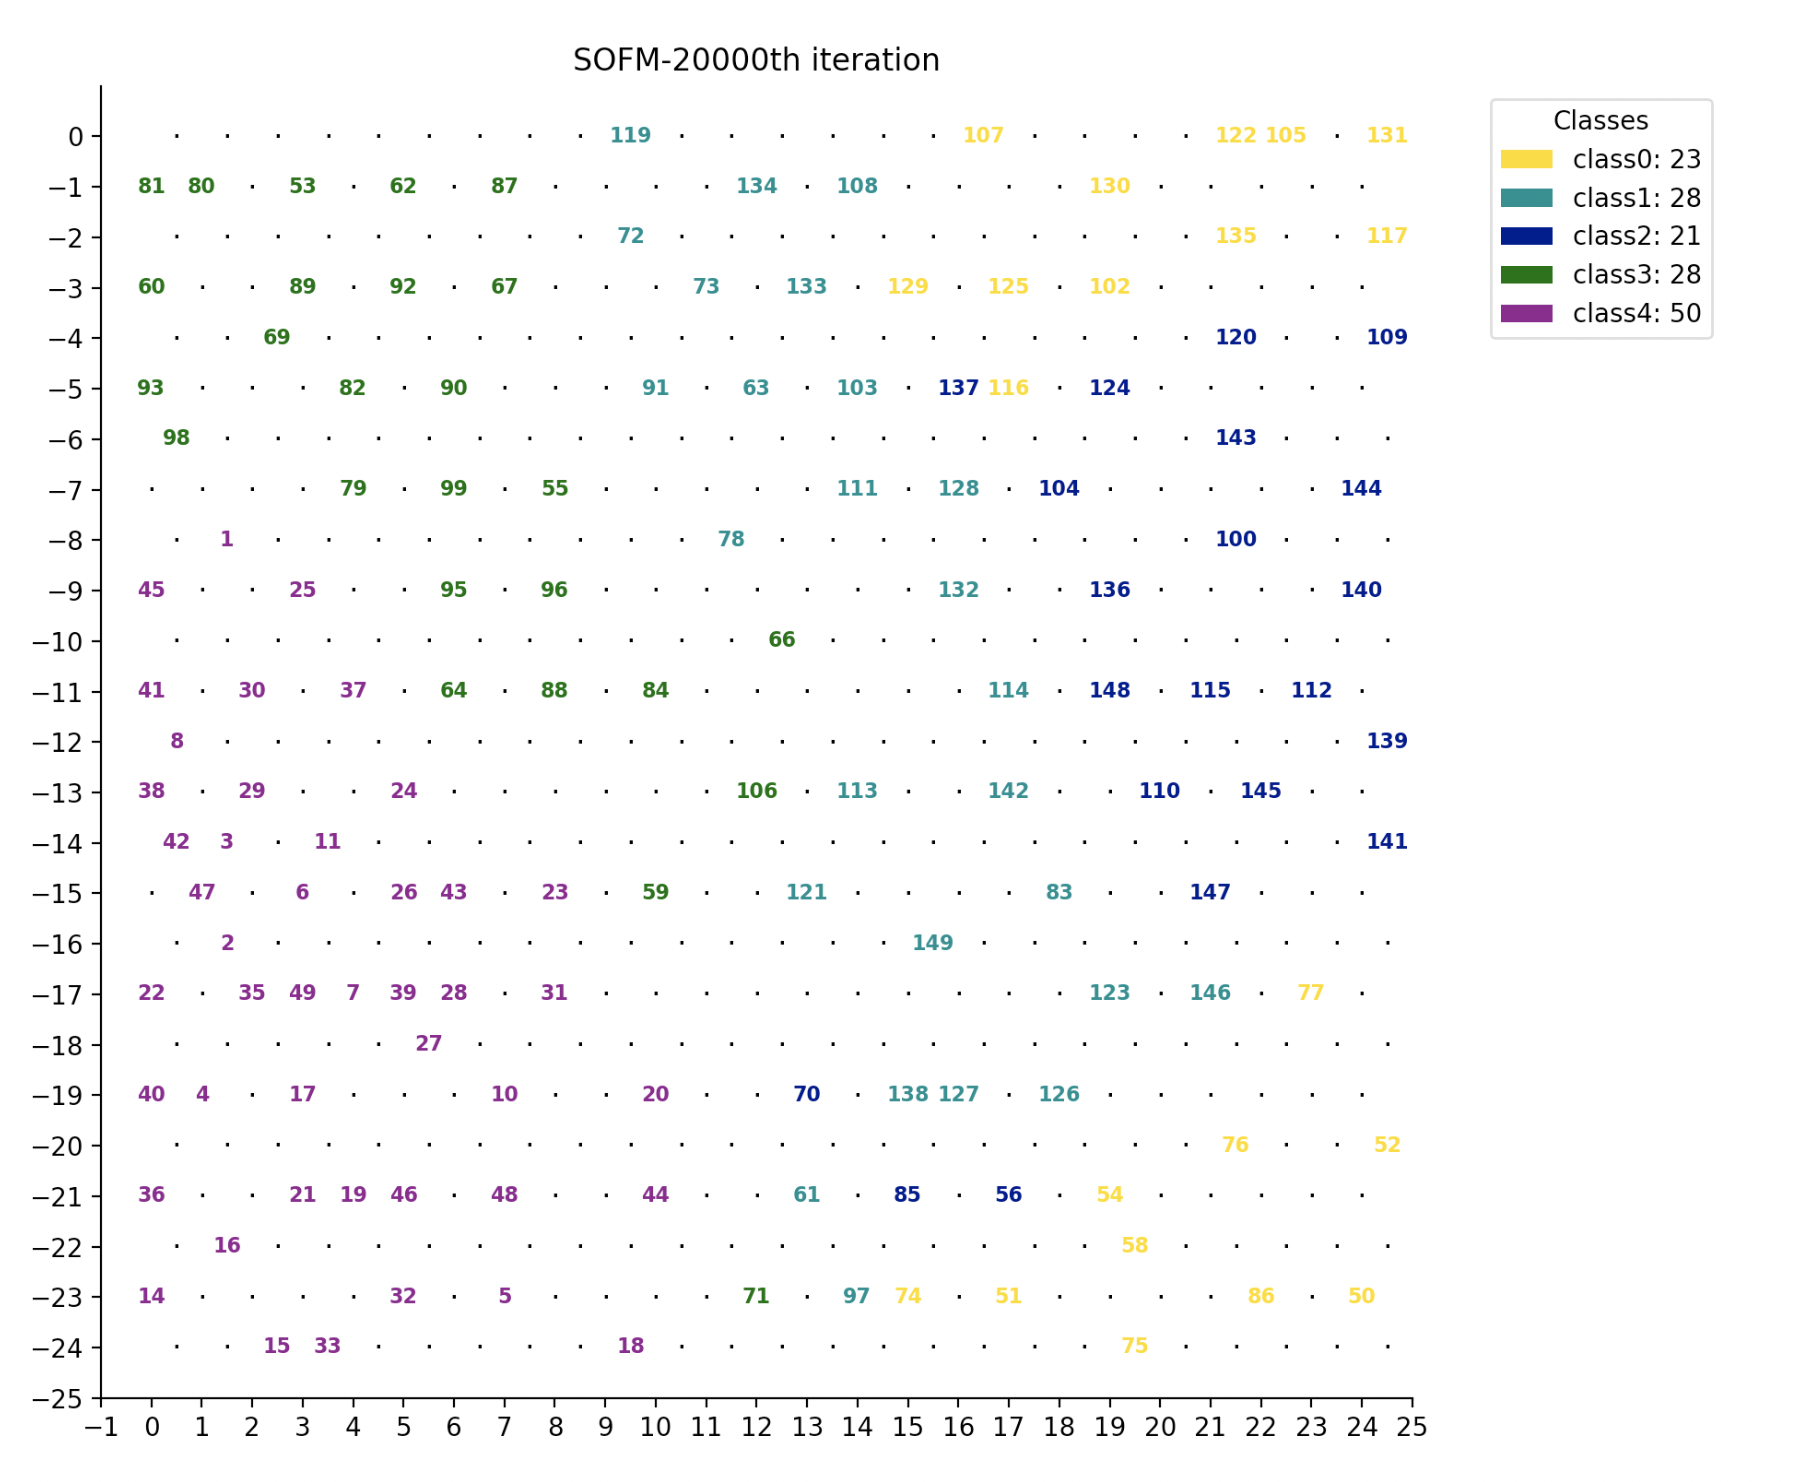 SOFM-20000th iteration
0 119 107 122 105 131
−1 81 80 53 62 87 134 108 130
−2 72 135 117
−3 60 89 92 67 73 133 129 125 102
−4 69 120 109
−5 93 82 90 91 63 103 137 116 124
−6 98 143
−7 79 99 55 111 128 104 144
−8 1 78 100
−9 45 25 95 96 132 136 140
−10 66
−11 41 30 37 64 88 84 114 148 115 112
−12 8 139
−13 38 29 24 106 113 142 110 145
−14 42 3 11 141
−15 47 6 26 43 23 59 121 83 147
−16 2 149
−17 22 35 49 7 39 28 31 123 146 77
−18 27
−19 40 4 17 10 20 70 138 127 126
−20 76 52
−21 36 21 19 46 48 44 61 85 56 54
−22 16 58
−23 14 32 5 71 97 74 51 86 50
−24 15 33 18 75
−25
−1 0 1 2 3 4 5 6 7 8 9 10 11 12 13 14 15 16 17 18 19 20 21 22 23 24 25
Classes
class0: 23
class1: 28
class2: 21
class3: 28
class4: 50